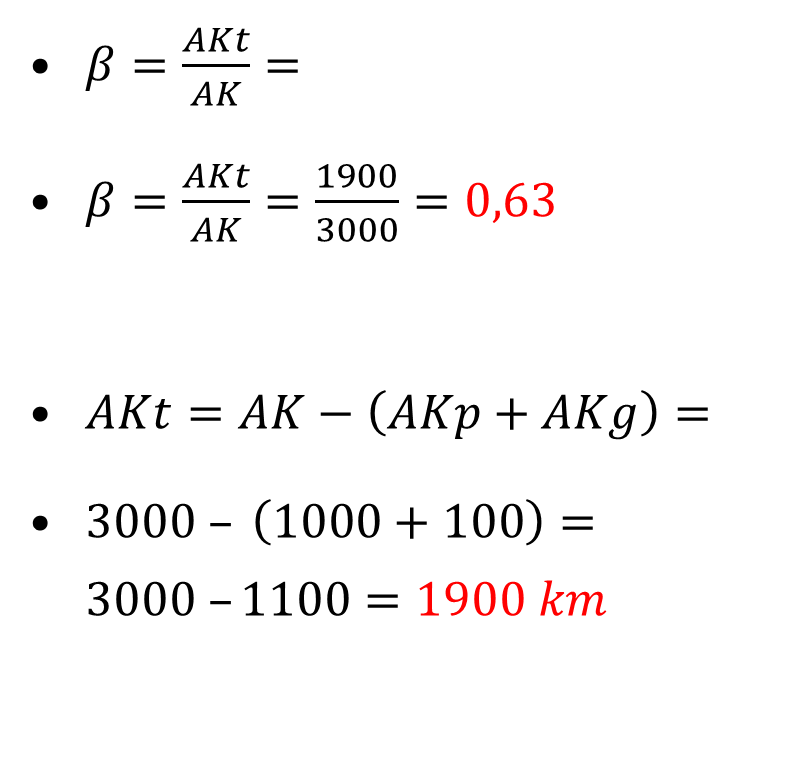 • β = AKt/AK =
• β = AKt/AK = 1900/3000 = 0,63
• AKt = AK − (AKp + AKg) =
• 3000 – (1000 + 100) =
3000 – 1100 = 1900 km